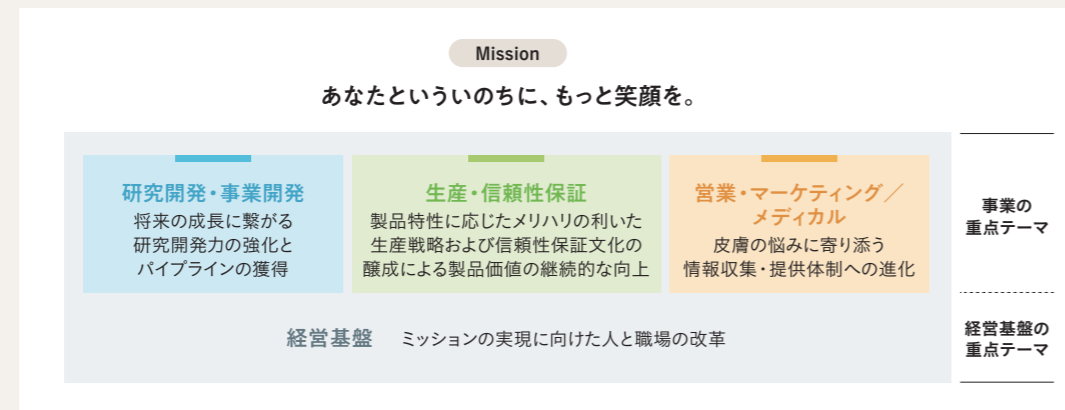 Mission
あなたといういのちに、もっと笑顔を。
研究開発・事業開発
将来の成長に繋がる
研究開発力の強化と
パイプラインの獲得
生産・信頼性保証
製品特性に応じたメリハリの利いた
生産戦略および信頼性保証文化の
醸成による製品価値の継続的な向上
営業・マーケティング／
メディカル
皮膚の悩みに寄り添う
情報収集・提供体制への進化
事業の
重点テーマ
経営基盤 ミッションの実現に向けた人と職場の改革
経営基盤の
重点テーマ